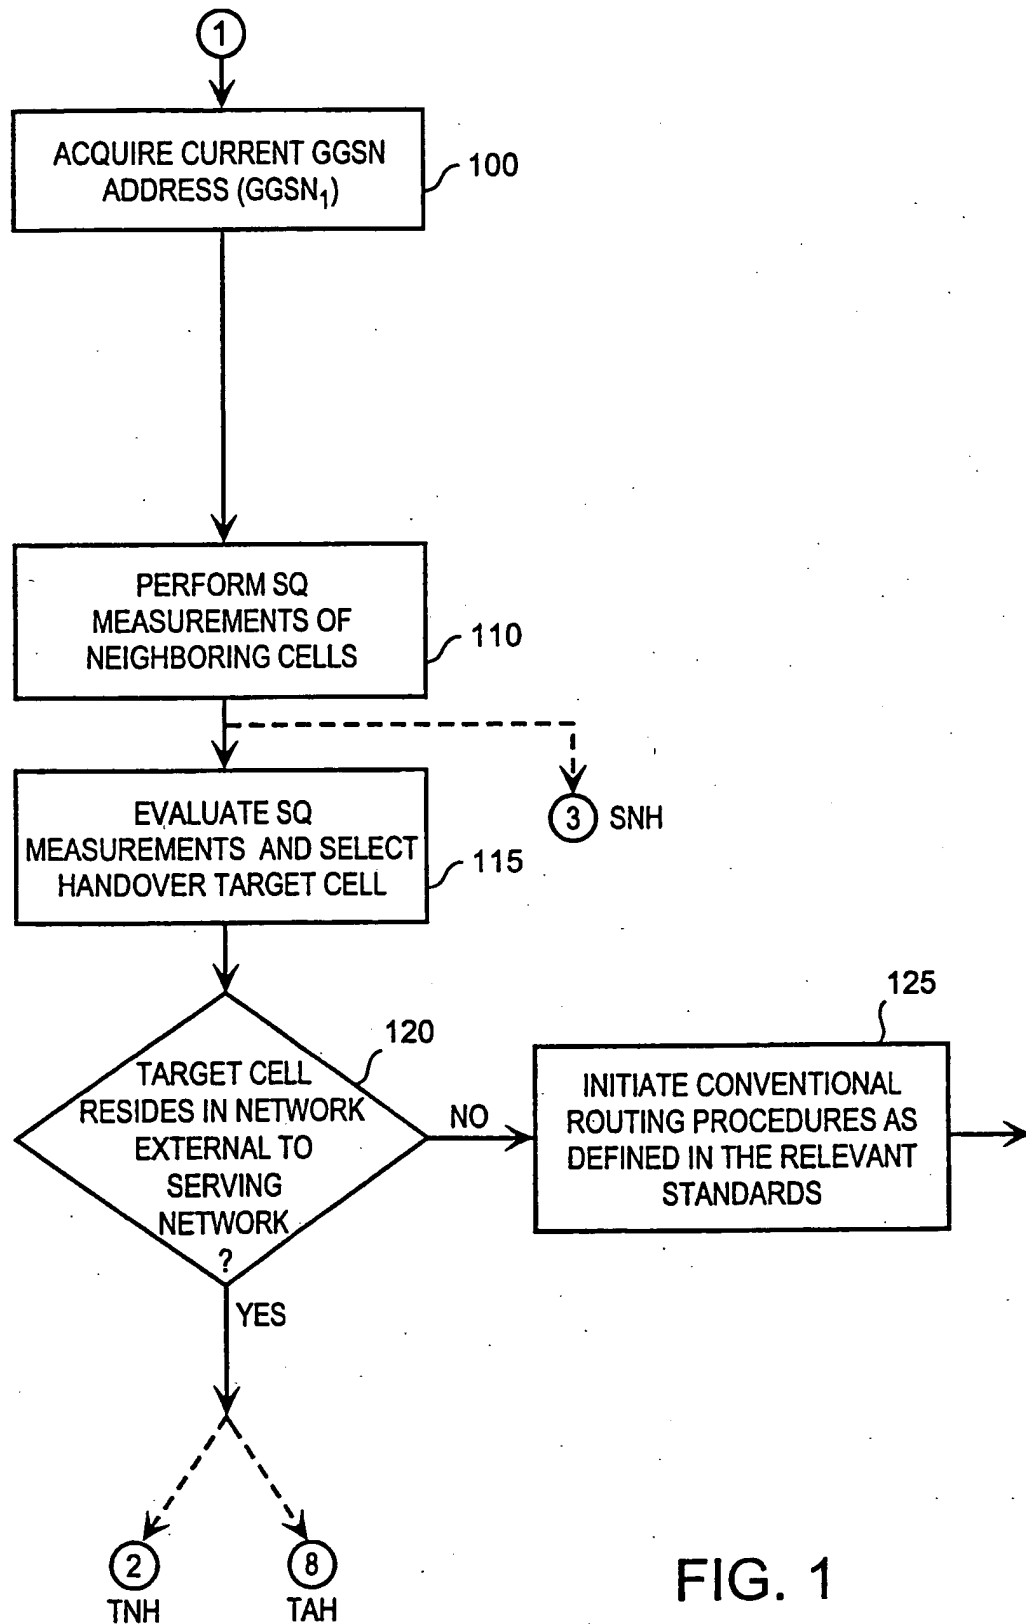 1
ACQUIRE CURRENT GGSN
ADDRESS (GGSN1)
100
PERFORM SQ
MEASUREMENTS OF
NEIGHBORING CELLS
110
EVALUATE SQ
MEASUREMENTS AND SELECT
HANDOVER TARGET CELL
115
3 SNH
TARGET CELL
RESIDES IN NETWORK
EXTERNAL TO
SERVING
NETWORK
?
120
NO
125
INITIATE CONVENTIONAL
ROUTING PROCEDURES AS
DEFINED IN THE RELEVANT
STANDARDS
YES
2
TNH
8
TAH
FIG. 1